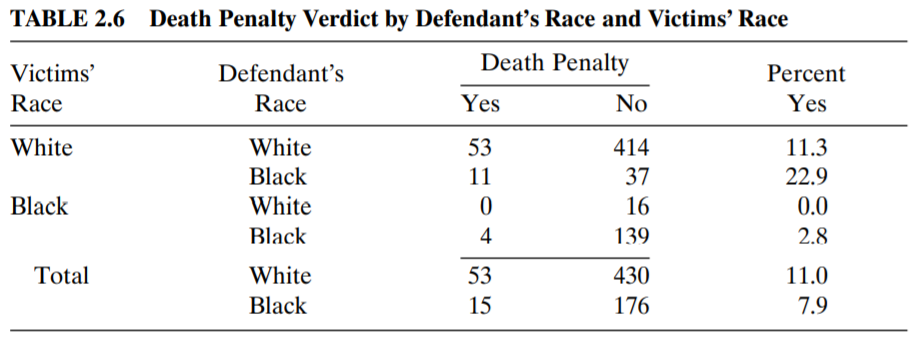 TABLE 2.6 Death Penalty Verdict by Defendant's Race and Victims' Race
Victims' Defendant's Death Penalty Percent
Race Race Yes No Yes
White White 53 414 11.3
Black 11 37 22.9
Black White 0 16 0.0
Black 4 139 2.8
Total White 53 430 11.0
Black 15 176 7.9